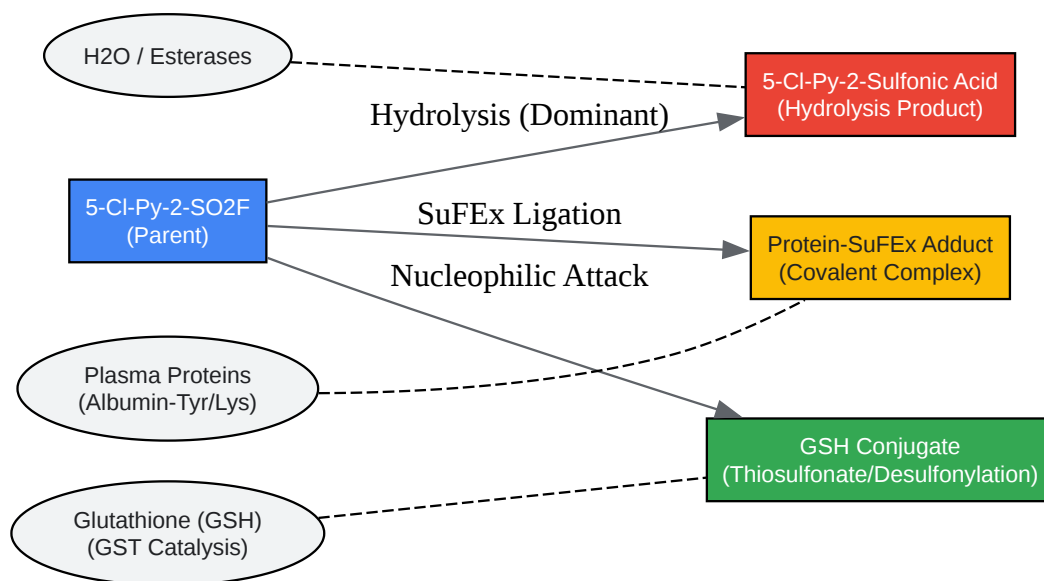 H2O / Esterases
5-Cl-Py-2-Sulfonic Acid
(Hydrolysis Product)
Hydrolysis (Dominant)
5-Cl-Py-2-SO2F
(Parent)
SuFEx Ligation
Protein-SuFEx Adduct
(Covalent Complex)
Nucleophilic Attack
Plasma Proteins
(Albumin-Tyr/Lys)
GSH Conjugate
(Thiosulfonate/Desulfonylation)
Glutathione (GSH)
(GST Catalysis)